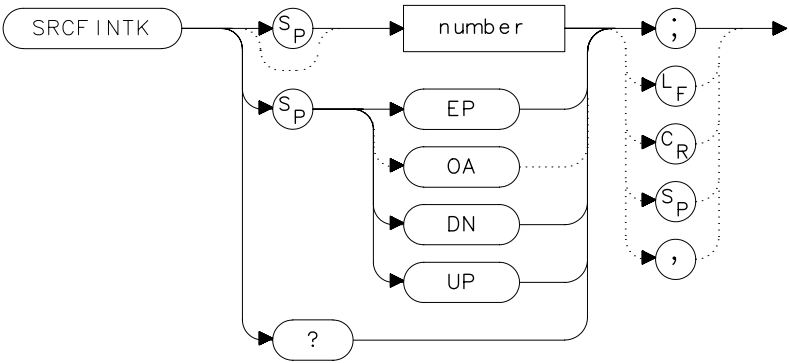 SRCFINTK
SP
number
;
SP
EP
LF
OA
CR
DN
SP
UP
,
?